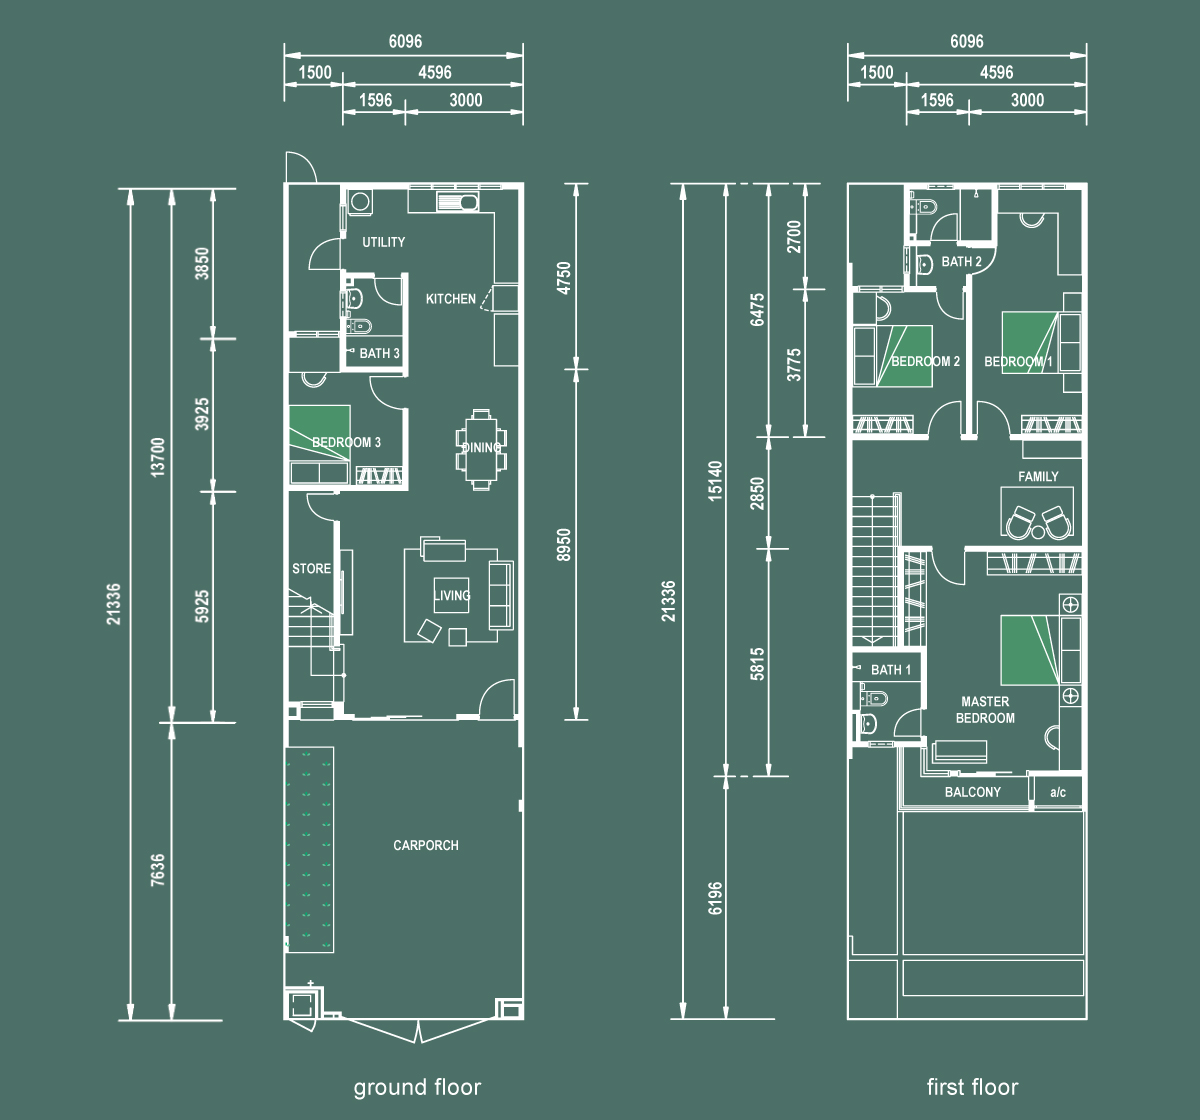 6096
1500
4596
1596
3000
3850
3925
5925
13700
21336
7636
4750
8950
UTILITY
KITCHEN
BATH 3
BEDROOM 3
DINING
STORE
LIVING
CARPORCH
ground floor
6096
1500
4596
1596
3000
2700
6475
3775
15140
2850
21336
5815
6196
BATH 2
BEDROOM 2
BEDROOM 1
FAMILY
BATH 1
MASTER
BEDROOM
BALCONY
a/c
first floor